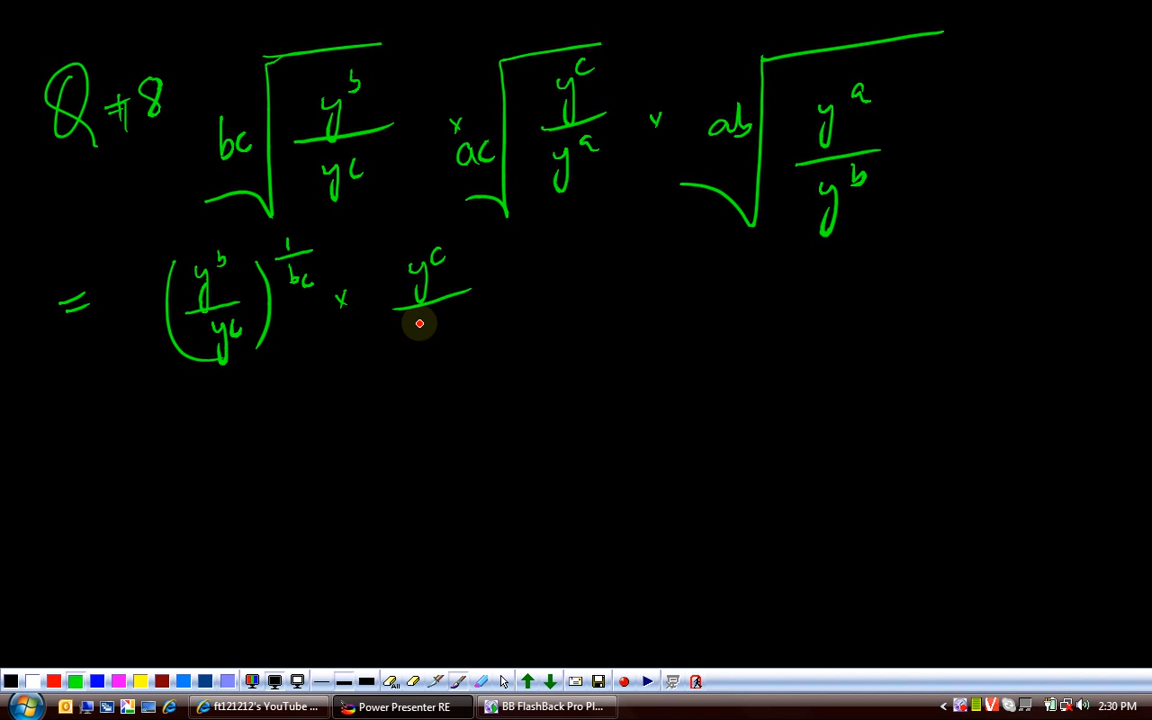 Q #8 bc√(y^b/y^c) × ac√(y^c/y^a) × ab√(y^a/y^b)
= (y^b/y^c)^(1/bc) × y^c/
ft121212's YouTube ... Power Presenter RE BB FlashBack Pro Pl... 2:30 PM